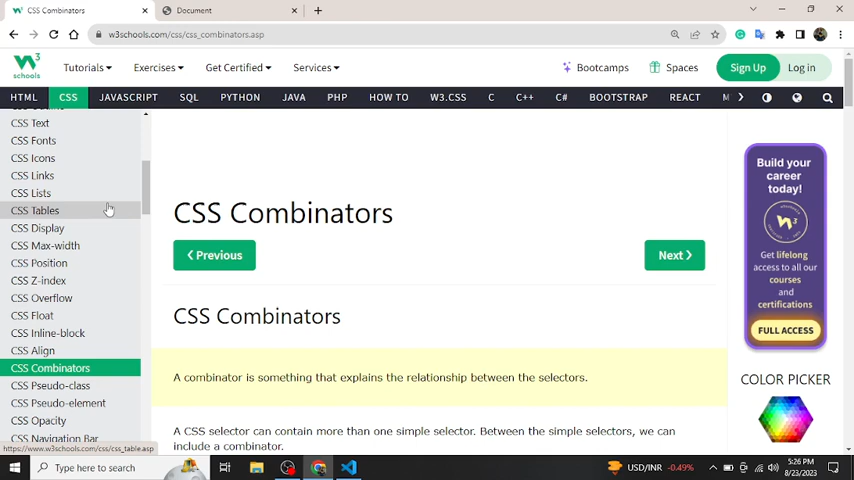 CSS Combinators
Document
w3schools.com/css/css_combinators.asp
3
schools
Tutorials
Exercises
Get Certified
Services
Bootcamps
Spaces
Sign Up
Log in
HTML
CSS
JAVASCRIPT
SQL
PYTHON
JAVA
PHP
HOW TO
W3.CSS
C
C++
C#
BOOTSTRAP
REACT
CSS Text
CSS Fonts
CSS Icons
CSS Links
CSS Lists
CSS Tables
CSS Display
CSS Max-width
CSS Position
CSS Z-index
CSS Overflow
CSS Float
CSS Inline-block
CSS Align
CSS Combinators
CSS Pseudo-class
CSS Pseudo-element
CSS Opacity
CSS Navigation Bar
https://www.w3schools.com/css/css_table.asp
CSS Combinators
❮ Previous
Next ❯
CSS Combinators
A combinator is something that explains the relationship between the selectors.
A CSS selector can contain more than one simple selector. Between the simple selectors, we can
include a combinator.
Build your
career
today!
Get lifelong
access to all our
courses
and
certifications
FULL ACCESS
COLOR PICKER
Type here to search
USD/INR -0.49%
5:26 PM
8/23/2023